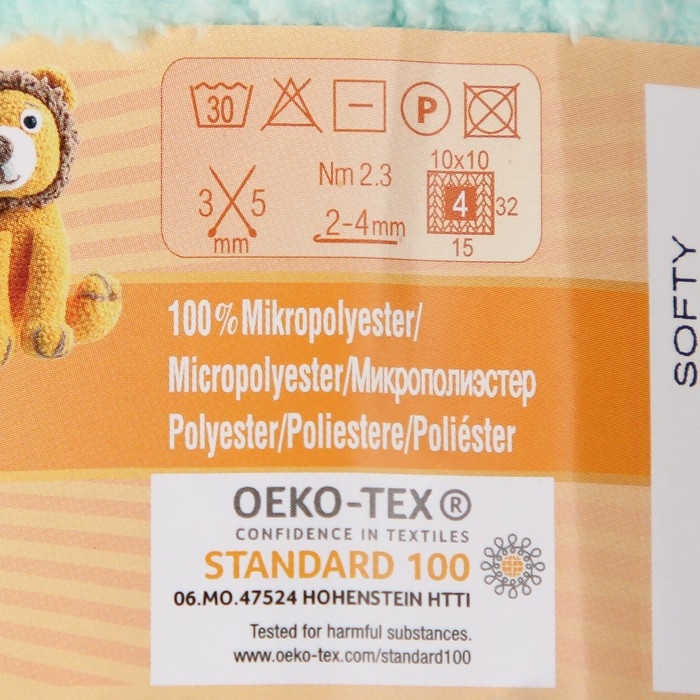 30
P
3 5
mm
Nm 2.3
2-4mm
10x10
4
32
15
100% Mikropolyester/
Micropolyester/Микрополиэстер
Polyester/Poliestere/Poliéster
OEKO-TEX®
CONFIDENCE IN TEXTILES
STANDARD 100
06.MO.47524 HOHENSTEIN HTTI
Tested for harmful substances.
www.oeko-tex.com/standard100
SOFTY